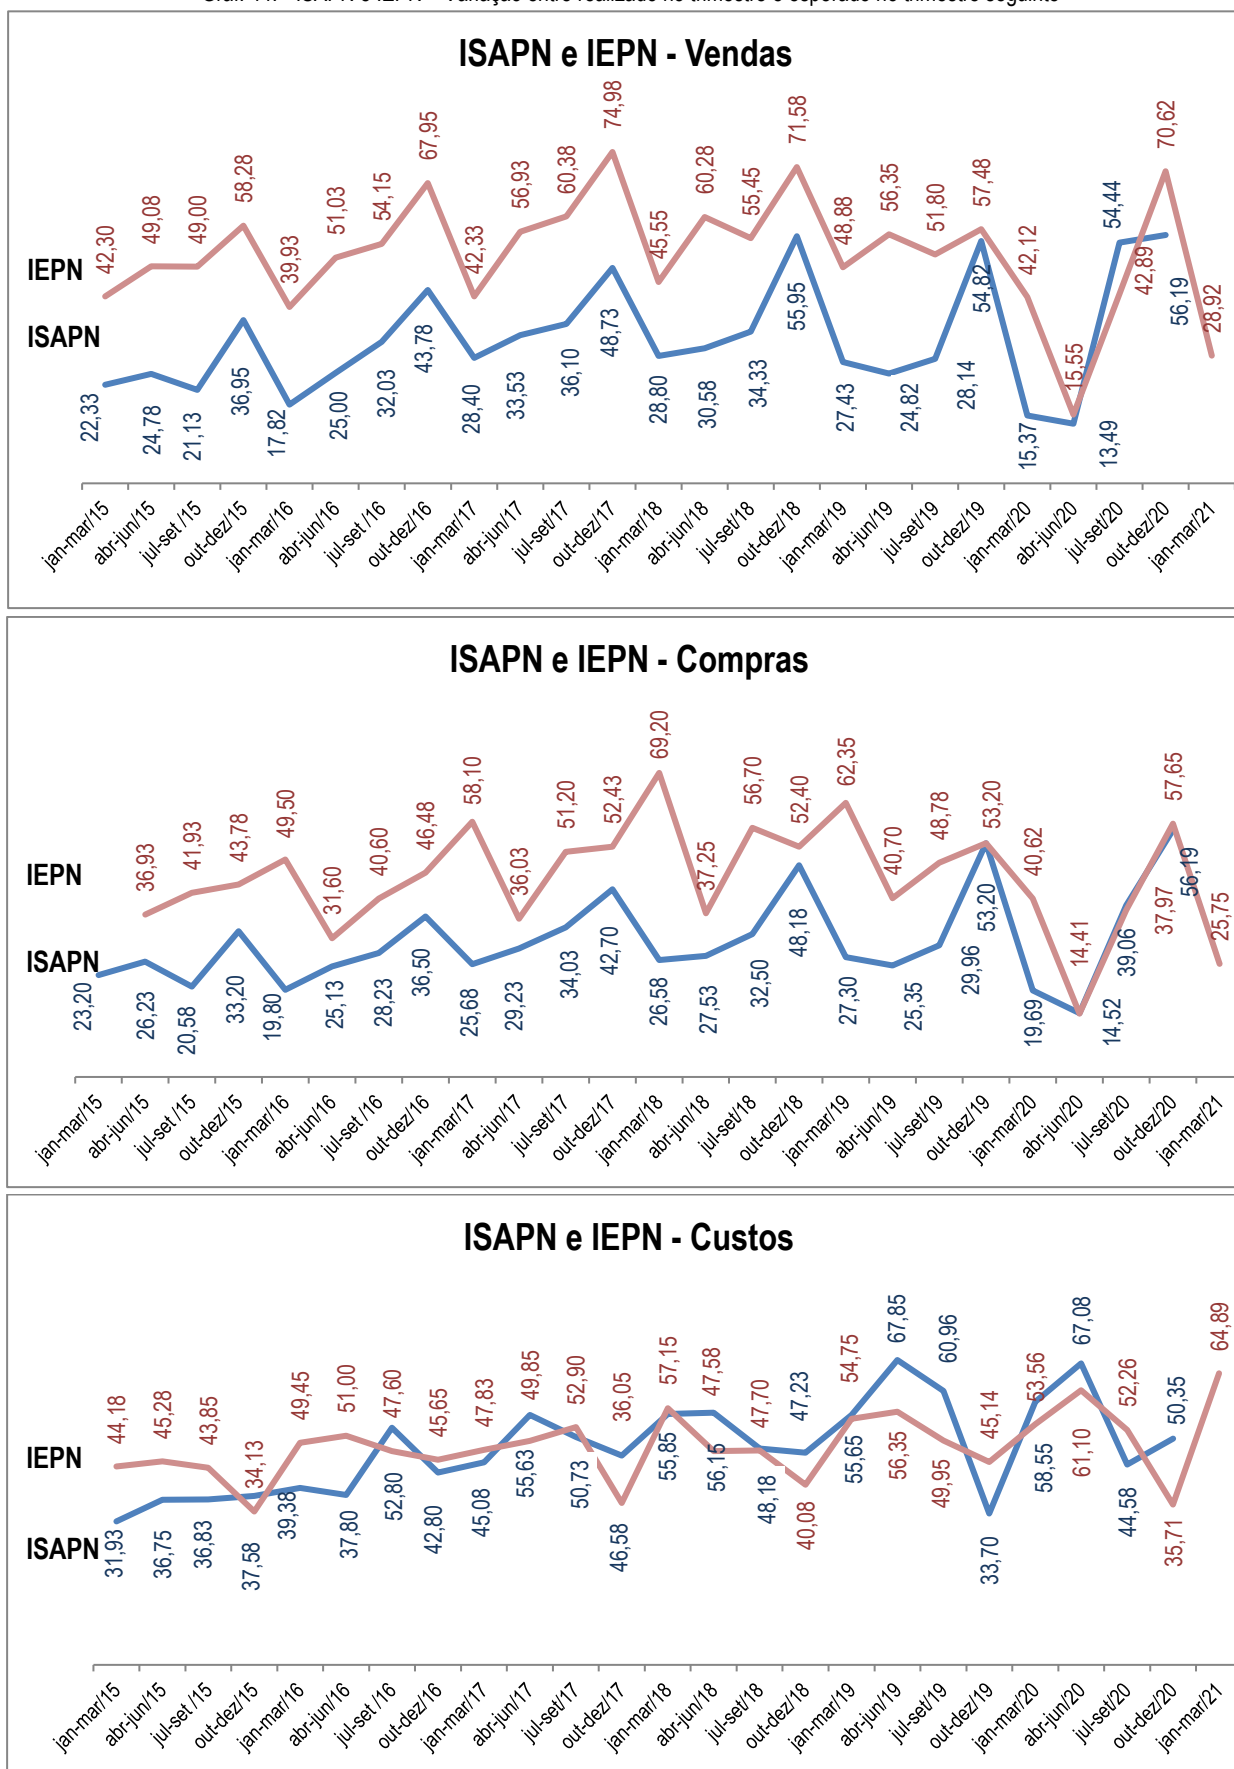 ISAPN e IEPN – Variação entre realizado no trimestre e esperado no trimestre seguinte
ISAPN e IEPN - Vendas
IEPN
42,30
49,08
49,00
58,28
39,93
51,03
54,15
67,95
42,33
56,93
60,38
74,98
45,55
60,28
55,45
71,58
48,88
56,35
51,80
57,48
42,12
15,55
42,89
70,62
28,92
ISAPN
22,33
24,78
21,13
36,95
17,82
25,00
32,03
43,78
28,40
33,53
36,10
48,73
28,80
30,58
34,33
55,95
27,43
24,82
28,14
54,82
15,37
13,49
54,44
56,19
jan-mar/15
abr-jun/15
jul-set /15
out-dez/15
jan-mar/16
abr-jun/16
jul-set /16
out-dez/16
jan-mar/17
abr-jun/17
jul-set/17
out-dez/17
jan-mar/18
abr-jun/18
jul-set/18
out-dez/18
jan-mar/19
abr-jun/19
jul-set/19
out-dez/19
jan-mar/20
abr-jun/20
jul-set/20
out-dez/20
jan-mar/21
ISAPN e IEPN - Compras
IEPN
36,93
41,93
43,78
49,50
31,60
40,60
46,48
58,10
36,03
51,20
52,43
69,20
37,25
56,70
52,40
62,35
40,70
48,78
53,20
40,62
14,41
37,97
57,65
25,75
ISAPN
23,20
26,23
20,58
33,20
19,80
25,13
28,23
36,50
25,68
29,23
34,03
42,70
26,58
27,53
32,50
48,18
27,30
25,35
29,96
53,20
19,69
14,52
39,06
56,19
jan-mar/15
abr-jun/15
jul-set /15
out-dez/15
jan-mar/16
abr-jun/16
jul-set /16
out-dez/16
jan-mar/17
abr-jun/17
jul-set/17
out-dez/17
jan-mar/18
abr-jun/18
jul-set/18
out-dez/18
jan-mar/19
abr-jun/19
jul-set/19
out-dez/19
jan-mar/20
abr-jun/20
jul-set/20
out-dez/20
jan-mar/21
ISAPN e IEPN - Custos
IEPN
44,18
45,28
43,85
34,13
49,45
51,00
47,60
45,65
47,83
49,85
52,90
36,05
57,15
47,58
47,70
40,08
54,75
56,35
49,95
45,14
53,56
61,10
52,26
35,71
64,89
ISAPN
31,93
36,75
36,83
37,58
39,38
37,80
52,80
42,80
45,08
55,63
50,73
46,58
55,85
56,15
48,18
47,23
55,65
67,85
60,96
33,70
58,55
67,08
44,58
50,35
jan-mar/15
abr-jun/15
jul-set /15
out-dez/15
jan-mar/16
abr-jun/16
jul-set /16
out-dez/16
jan-mar/17
abr-jun/17
jul-set/17
out-dez/17
jan-mar/18
abr-jun/18
jul-set/18
out-dez/18
jan-mar/19
abr-jun/19
jul-set/19
out-dez/19
jan-mar/20
abr-jun/20
jul-set/20
out-dez/20
jan-mar/21